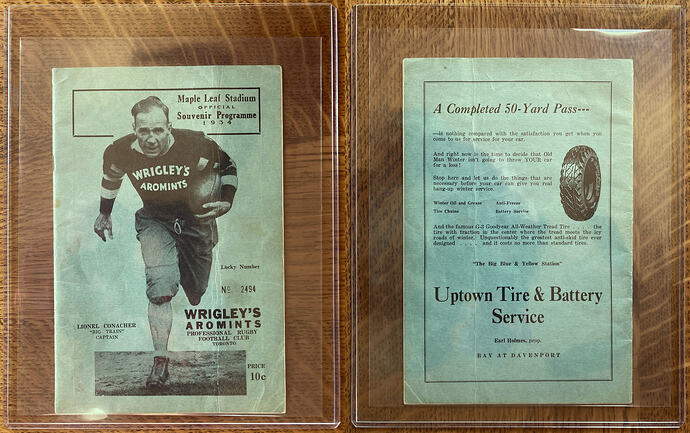 Maple Leaf Stadium
OFFICIAL
Souvenir Programme
1934
WRIGLEY'S
AROMINTS
Lucky Number
No 2494
LIONEL CONACHER
"BIG TRAIN"
CAPTAIN
WRIGLEY'S
AROMINTS
PROFESSIONAL RUGBY
FOOTBALL CLUB
TORONTO
PRICE
10c
A Completed 50-Yard Pass---
—is nothing compared with the satisfaction you get when you
come to us for service for your car.
And right now is the time to decide that Old
Man Winter isn't going to throw YOUR car
for a loss!
Stop here and let us do the things that are
necessary before your car can give you real
bang-up winter service.
Winter Oil and Grease Anti-Freeze
Tire Chains Battery Service
And the famous G-3 Goodyear All-Weather Tread Tire . . . . the
tire with traction in the center where the tread meets the icy
roads of winter. Unquestionably the greatest anti-skid tire ever
designed . . . . and it costs no more than standard tires.
"The Big Blue & Yellow Station"
Uptown Tire & Battery
Service
Earl Holmes, prop.
BAY AT DAVENPORT